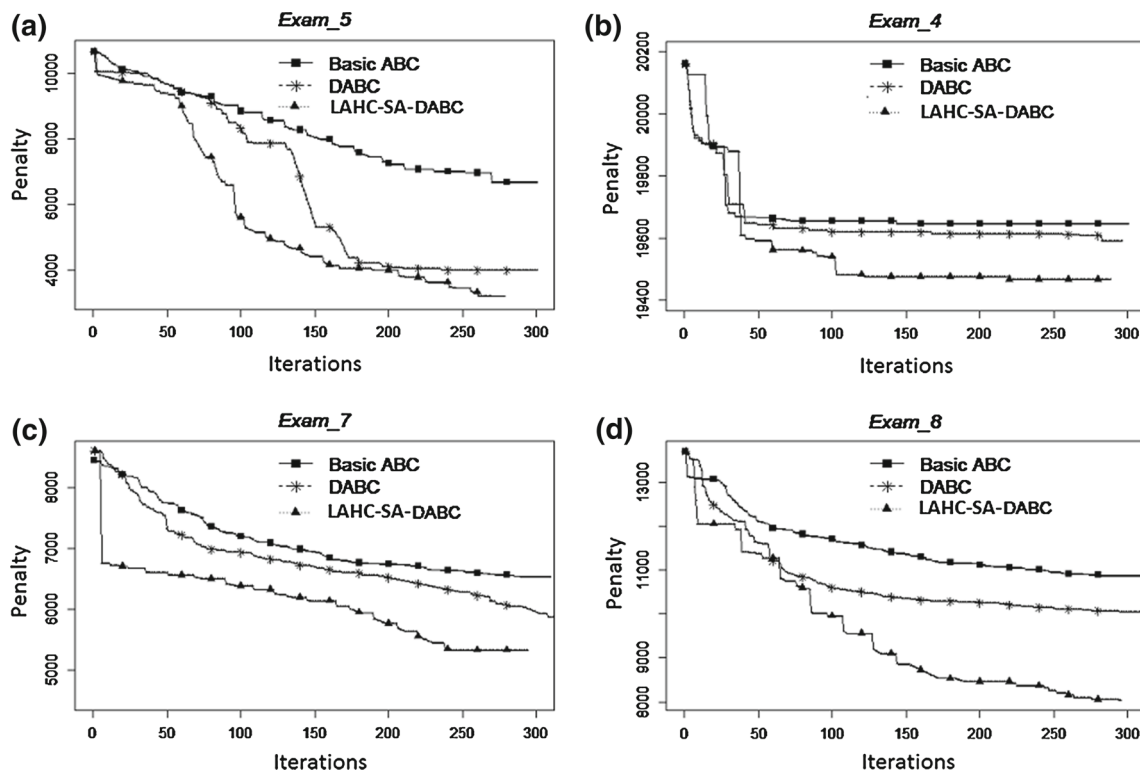 (a)
Exam_5
Basic ABC
DABC
LAHC-SA-DABC
Penalty
10000
8000
6000
4000
0 50 100 150 200 250 300
Iterations
(b)
Exam_4
Basic ABC
DABC
LAHC-SA-DABC
Penalty
20200
20000
19800
19600
19400
0 50 100 150 200 250 300
Iterations
(c)
Exam_7
Basic ABC
DABC
LAHC-SA-DABC
Penalty
8000
7000
6000
5000
0 50 100 150 200 250 300
Iterations
(d)
Exam_8
Basic ABC
DABC
LAHC-SA-DABC
Penalty
13000
11000
9000
8000
0 50 100 150 200 250 300
Iterations